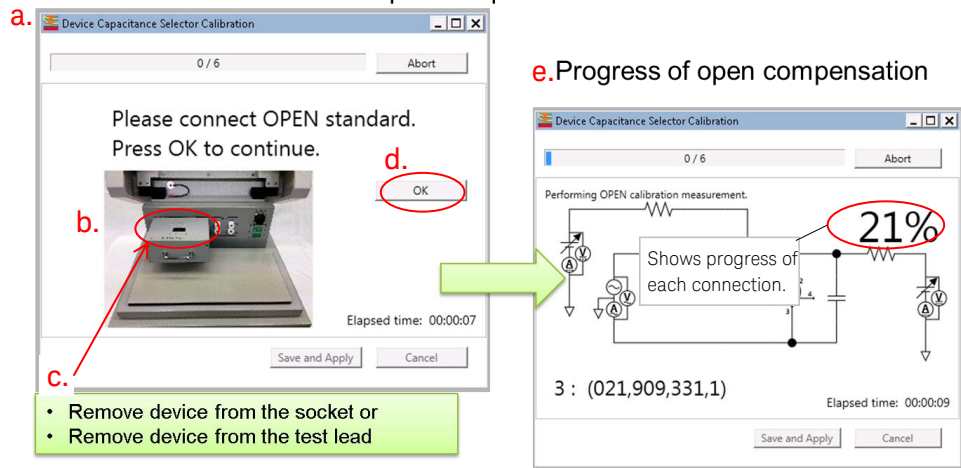 a.
Device Capacitance Selector Calibration
0 / 6
Abort
Please connect OPEN standard.
Press OK to continue.
d.
OK
b.
Elapsed time: 00:00:07
Save and Apply
Cancel
c.
• Remove device from the socket or
• Remove device from the test lead
e.Progress of open compensation
Device Capacitance Selector Calibration
0 / 6
Abort
Performing OPEN calibration measurement.
21%
Shows progress of
each connection.
A
V
V
A
2
4
3
V
A
3 : (021,909,331,1)
Elapsed time: 00:00:09
Save and Apply
Cancel